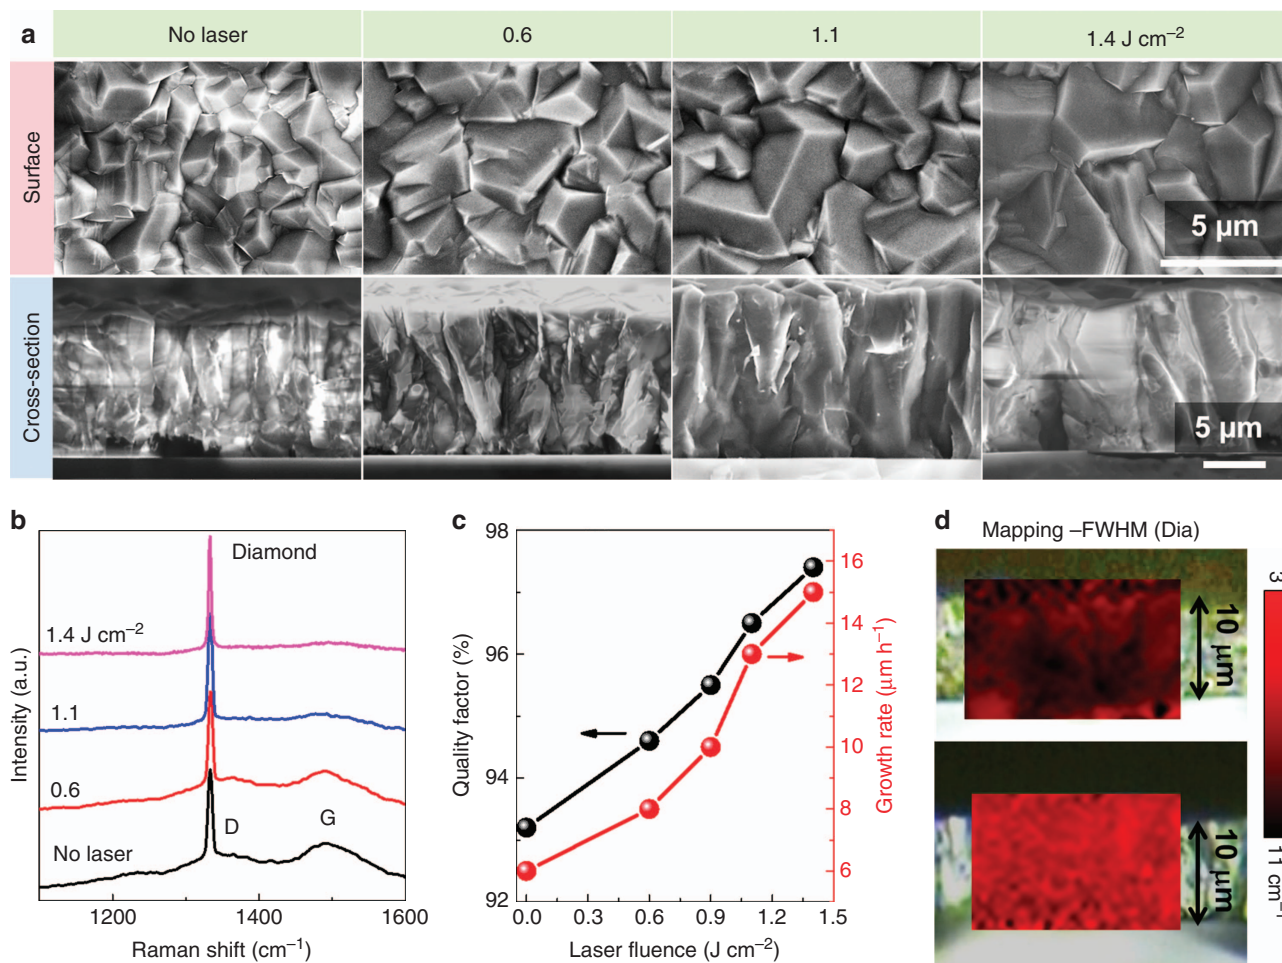 a
No laser
0.6
1.1
1.4 J cm⁻²
Surface
5 µm
Cross-section
5 µm
b
Intensity (a.u.)
Diamond
1.4 J cm⁻²
1.1
0.6
No laser
D
G
1200
1400
1600
Raman shift (cm⁻¹)
c
Quality factor (%)
98
96
93
92
16
15
12
10
8
6
Growth rate (µm h⁻¹)
0.0
0.3
0.6
0.9
1.2
1.5
Laser fluence (J cm⁻²)
d
Mapping –FWHM (Dia)
10 µm
10 µm
3
11 cm⁻¹